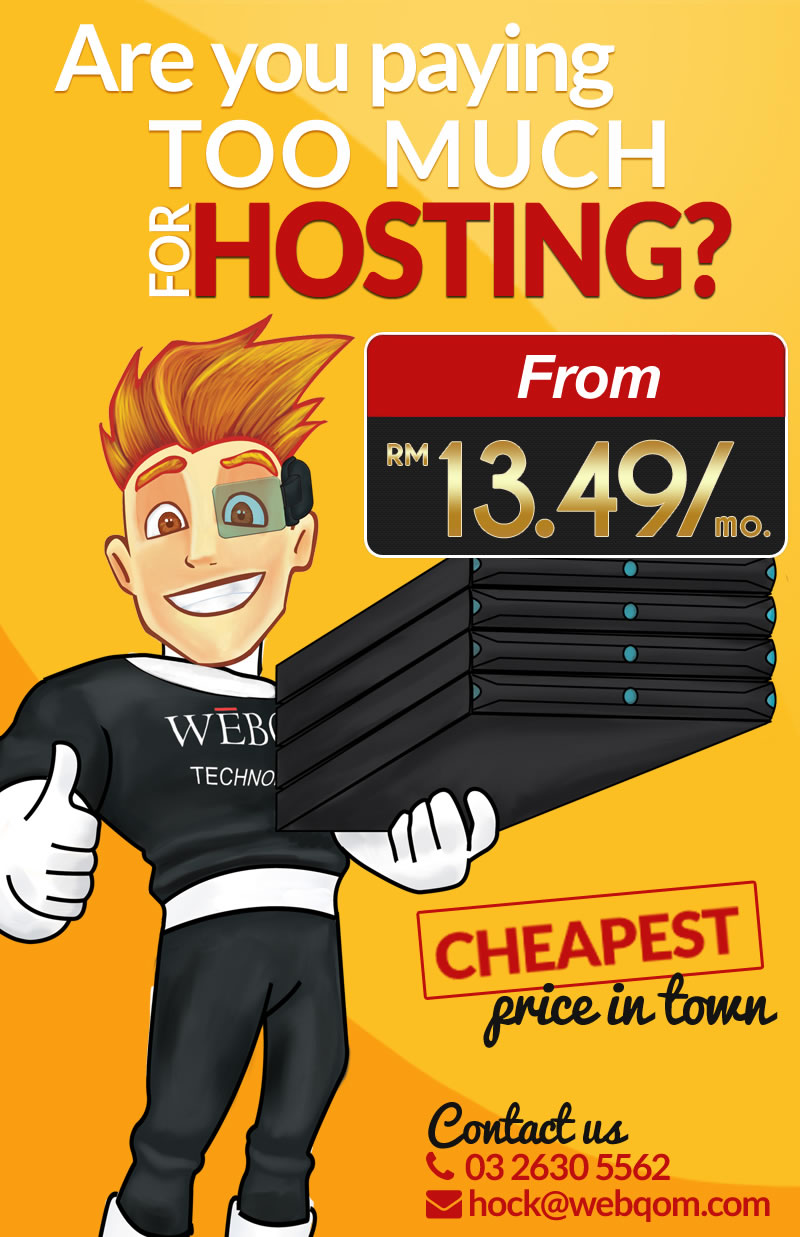 Are you paying
TOO MUCH
FOR HOSTING?
From
RM 13.49/mo.
WĒBQ
TECHNO
CHEAPEST
price in town
Contact us
03 2630 5562
hock@webqom.com